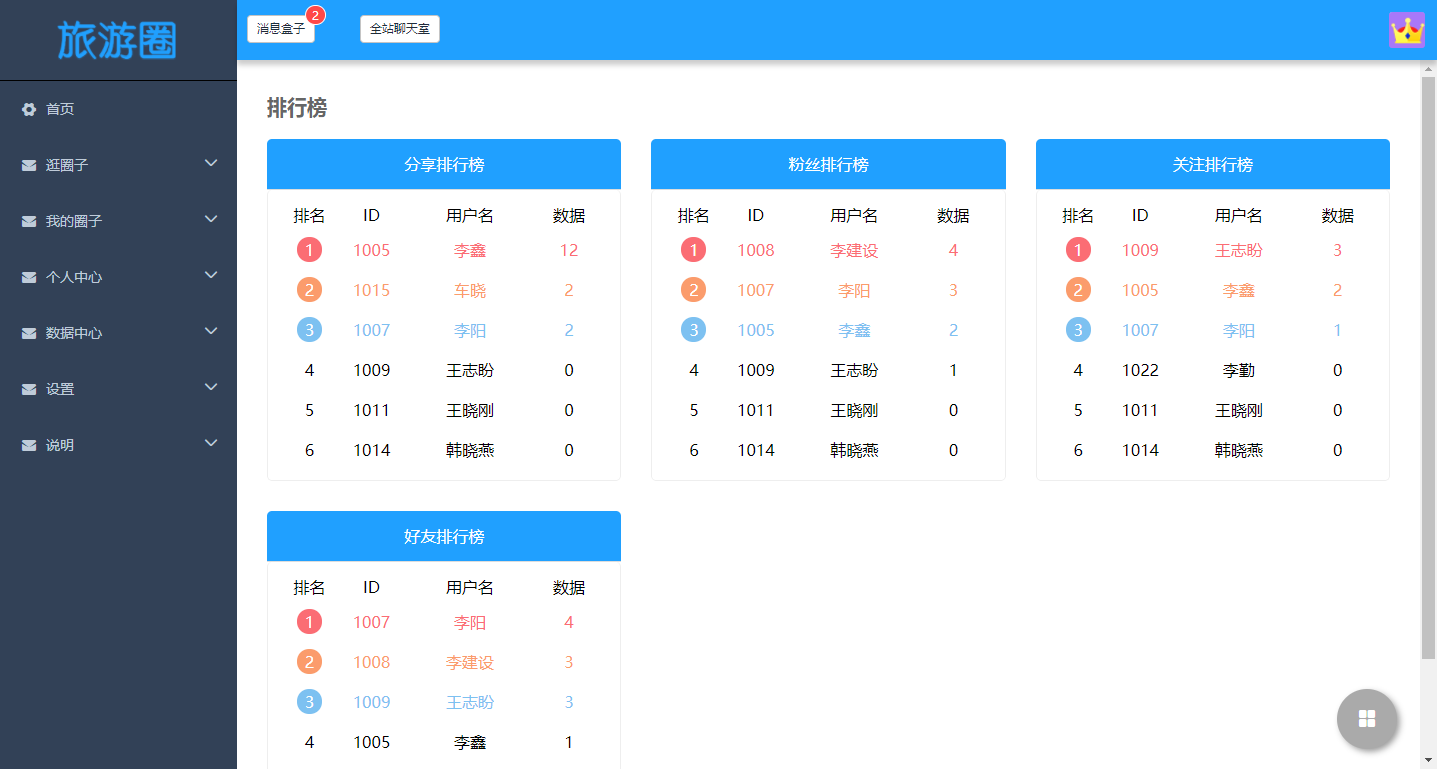 旅游圈
消息盒子 2 全站聊天室
首页
逛圈子
我的圈子
个人中心
数据中心
设置
说明
排行榜
分享排行榜
排名 ID 用户名 数据
1 1005 李鑫 12
2 1015 车晓 2
3 1007 李阳 2
4 1009 王志盼 0
5 1011 王晓刚 0
6 1014 韩晓燕 0
粉丝排行榜
排名 ID 用户名 数据
1 1008 李建设 4
2 1007 李阳 3
3 1005 李鑫 2
4 1009 王志盼 1
5 1011 王晓刚 0
6 1014 韩晓燕 0
关注排行榜
排名 ID 用户名 数据
1 1009 王志盼 3
2 1005 李鑫 2
3 1007 李阳 1
4 1022 李勤 0
5 1011 王晓刚 0
6 1014 韩晓燕 0
好友排行榜
排名 ID 用户名 数据
1 1007 李阳 4
2 1008 李建设 3
3 1009 王志盼 3
4 1005 李鑫 1